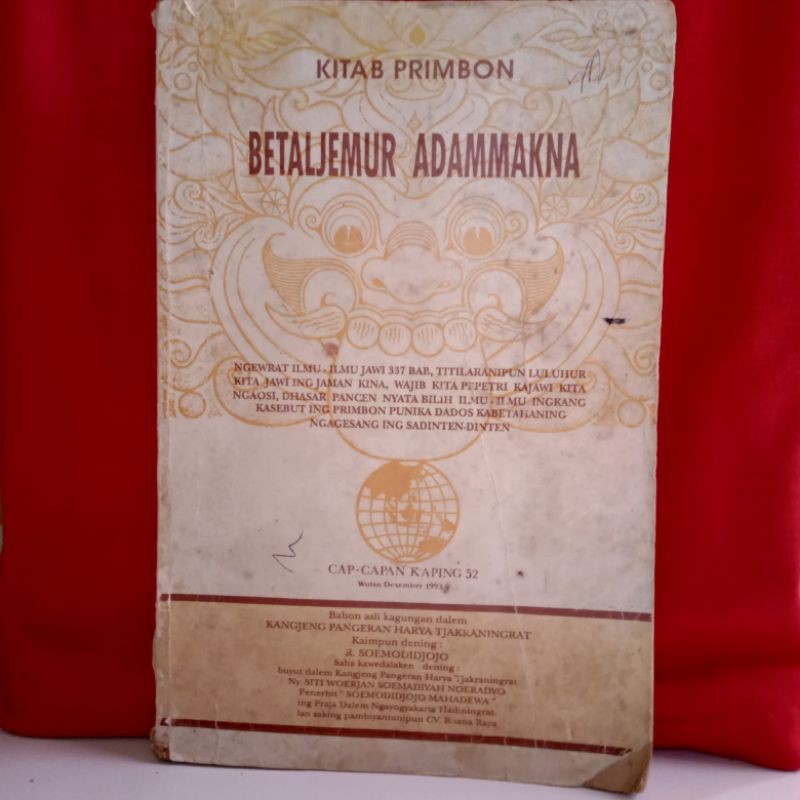 KITAB PRIMBON
BETALJEMUR ADAMMAKNA
NGEWRAT ILMU-ILMU JAWI 337 BAB, TITILARANIPUN LULUHUR
KITA JAWI ING JAMAN KINA, WAJIB KITA PEPETRI KAJAWI KITA
NGAOSI, DHASAR PANCEN NYATA BILIH ILMU-ILMU INGKANG
KASEBUT ING PRIMBON PUNIKA DADOS KABETAHANING
NGAGESANG ING SADINTEN-DINTEN
CAP-CAPAN KAPING 52
Wulan Desember 1993
Babon asli kagungan dalem
KANGJENG PANGERAN HARYA TJAKRANINGRAT
Kaimpun dening :
R. SOEMODIDJOJO
Saha kawedalaken dening :
buyut dalem Kangjeng Pangeran Harya Tjakraningrat
Ny. SITI WOERJAN SOEMADIYAH NOERADYO
Penerbit " SOEMODIDJOJO MAHADEWA "
ing Praja Dalem Ngayogyakarta Hadiningrat
lan saking pambiyantunipun CV. Buana Raya